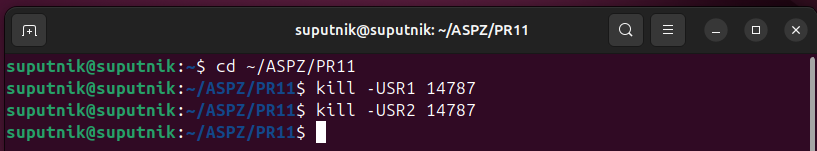 suputnik@suputnik: ~/ASPZ/PR11
suputnik@suputnik:~$ cd ~/ASPZ/PR11
suputnik@suputnik:~/ASPZ/PR11$ kill -USR1 14787
suputnik@suputnik:~/ASPZ/PR11$ kill -USR2 14787
suputnik@suputnik:~/ASPZ/PR11$